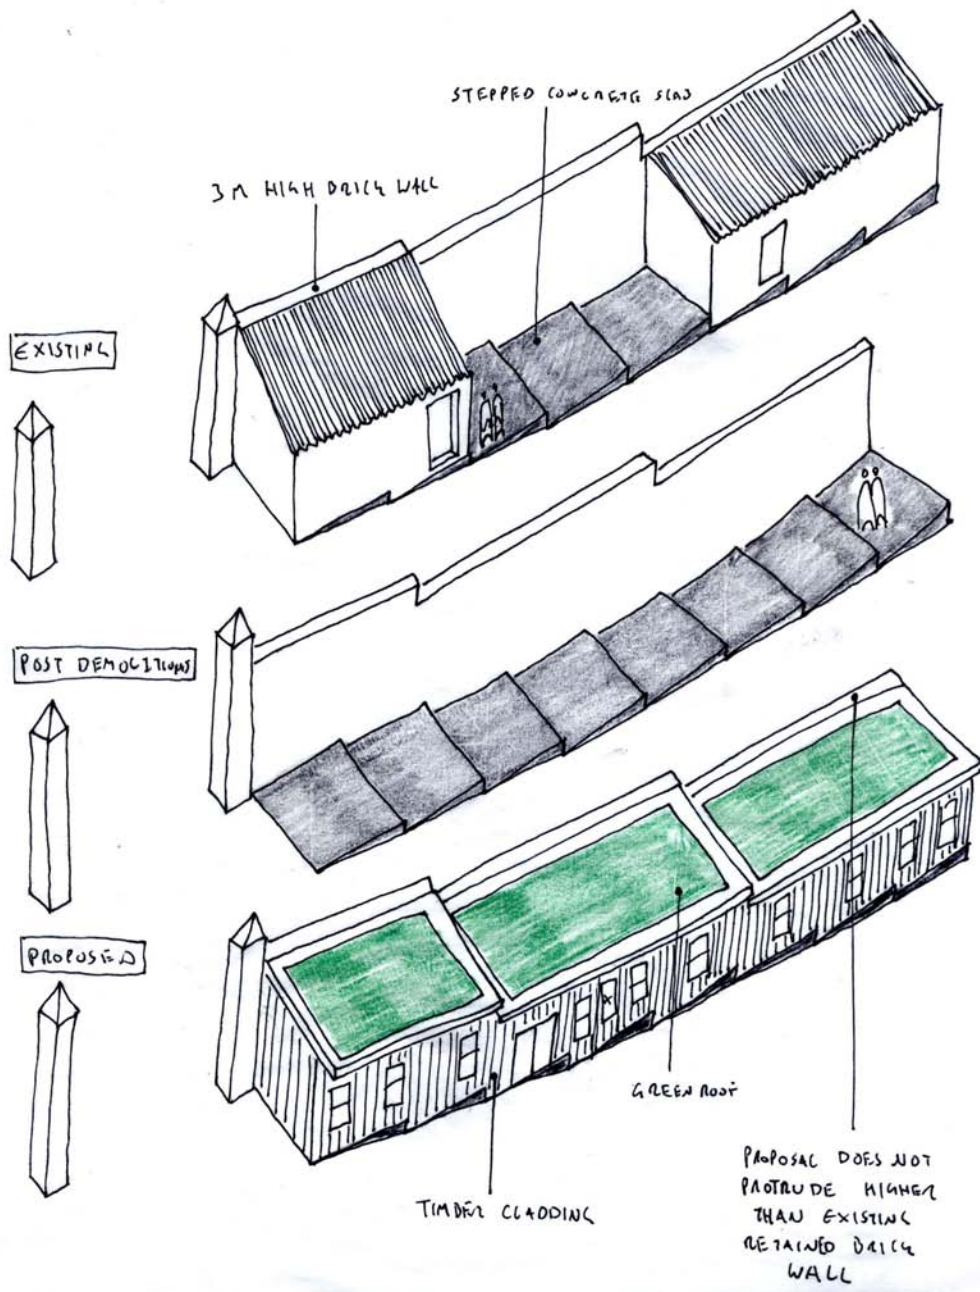 STEPPED CONCRETE SLAB
3M HIGH BRICK WALL
EXISTING
POST DEMOLITIONS
PROPOSED
GREEN ROOF
TIMBER CLADDING
PROPOSAL DOES NOT
PROTRUDE HIGHER
THAN EXISTING
RETAINED BRICK
WALL